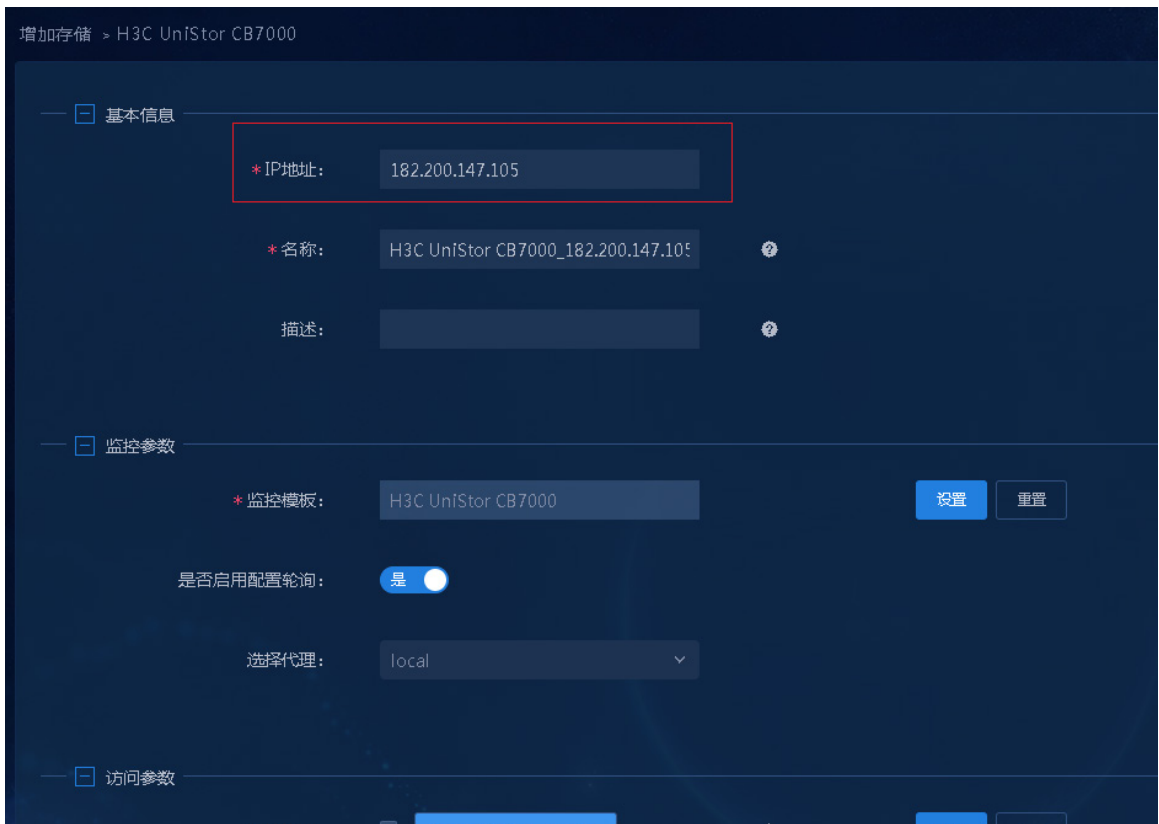 增加存储 > H3C UniStor CB7000
基本信息
*IP地址： 182.200.147.105
*名称： H3C UniStor CB7000_182.200.147.105
描述：
监控参数
*监控模板： H3C UniStor CB7000 设置 重置
是否启用配置轮询： 是
选择代理： local
访问参数